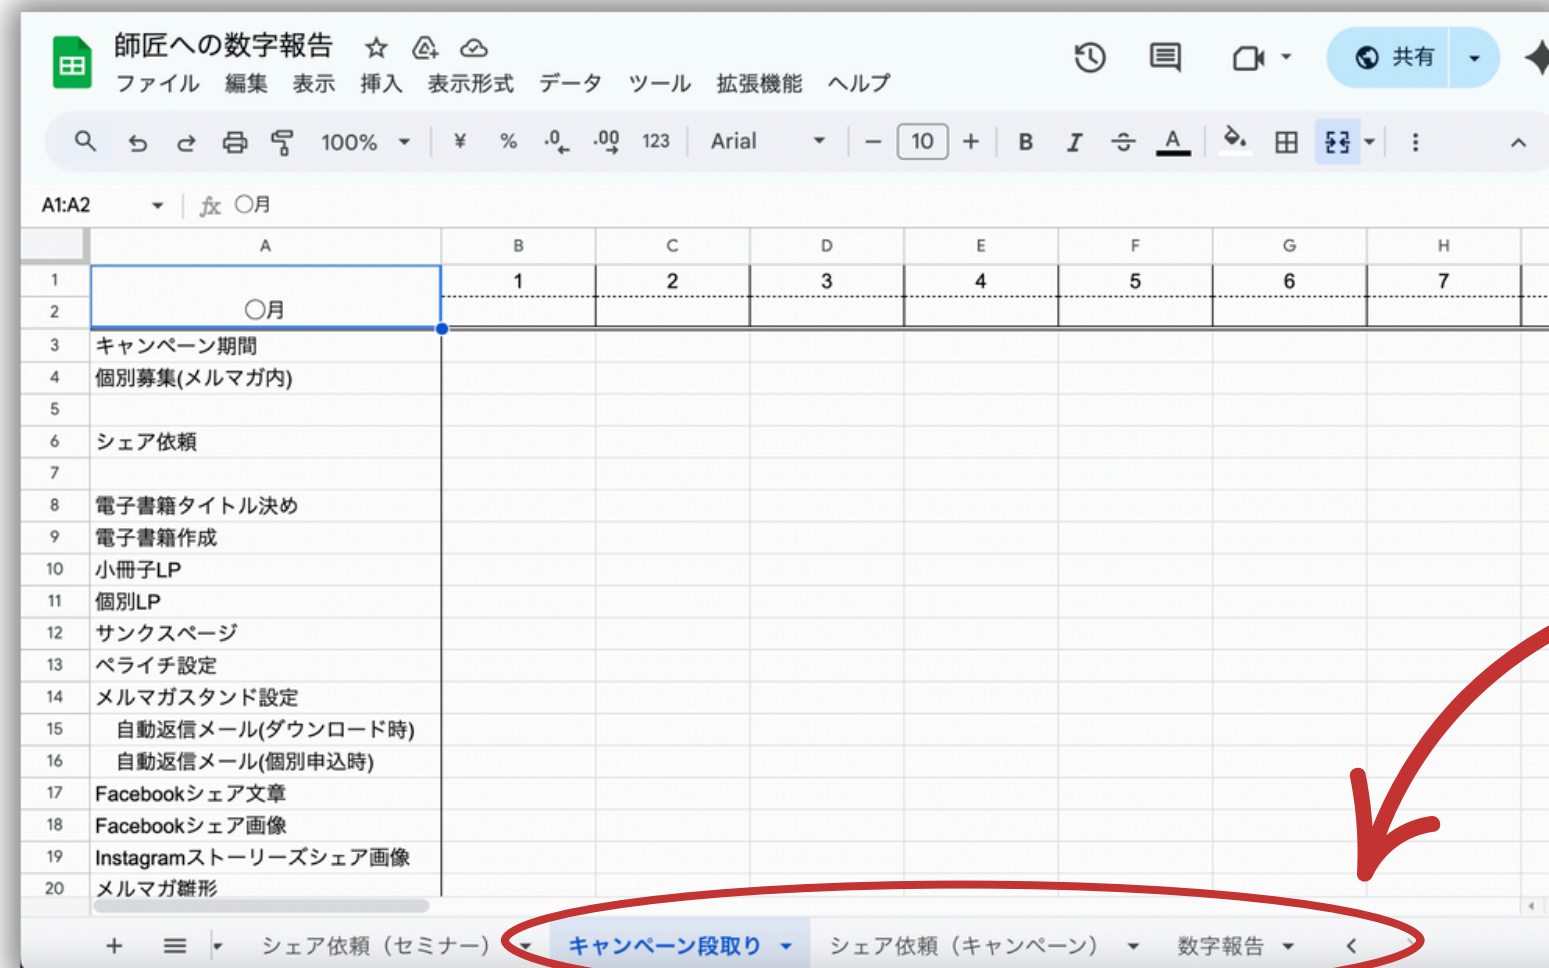 師匠への数字報告
ファイル 編集 表示 挿入 表示形式 データ ツール 拡張機能 ヘルプ
共有
100% ¥ % .0 .00 123 Arial 10 B I A
A1:A2 fx 〇月
A B C D E F G H
1 1 2 3 4 5 6 7
2 〇月
3 キャンペーン期間
4 個別募集(メルマガ内)
5
6 シェア依頼
7
8 電子書籍タイトル決め
9 電子書籍作成
10 小冊子LP
11 個別LP
12 サンクスページ
13 ペライチ設定
14 メルマガスタンド設定
15 自動返信メール(ダウンロード時)
16 自動返信メール(個別申込時)
17 Facebookシェア文章
18 Facebookシェア画像
19 Instagramストーリーズシェア画像
20 メルマガ雛形
シェア依頼（セミナー） キャンペーン段取り シェア依頼（キャンペーン） 数字報告